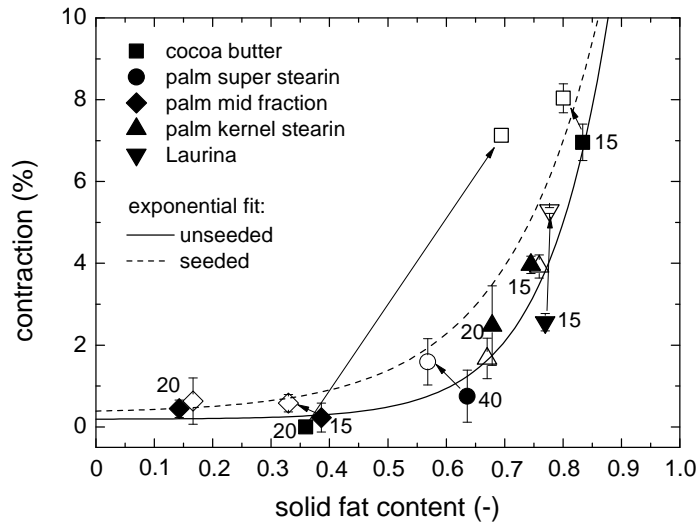 10
cocoa butter
palm super stearin
palm mid fraction
palm kernel stearin
Laurina
8
15
exponential fit:
unseeded
seeded
6
contraction (%)
4
15
15
20
2
20
40
15
20
0
0 0.1 0.2 0.3 0.4 0.5 0.6 0.7 0.8 0.9 1.0
solid fat content (-)